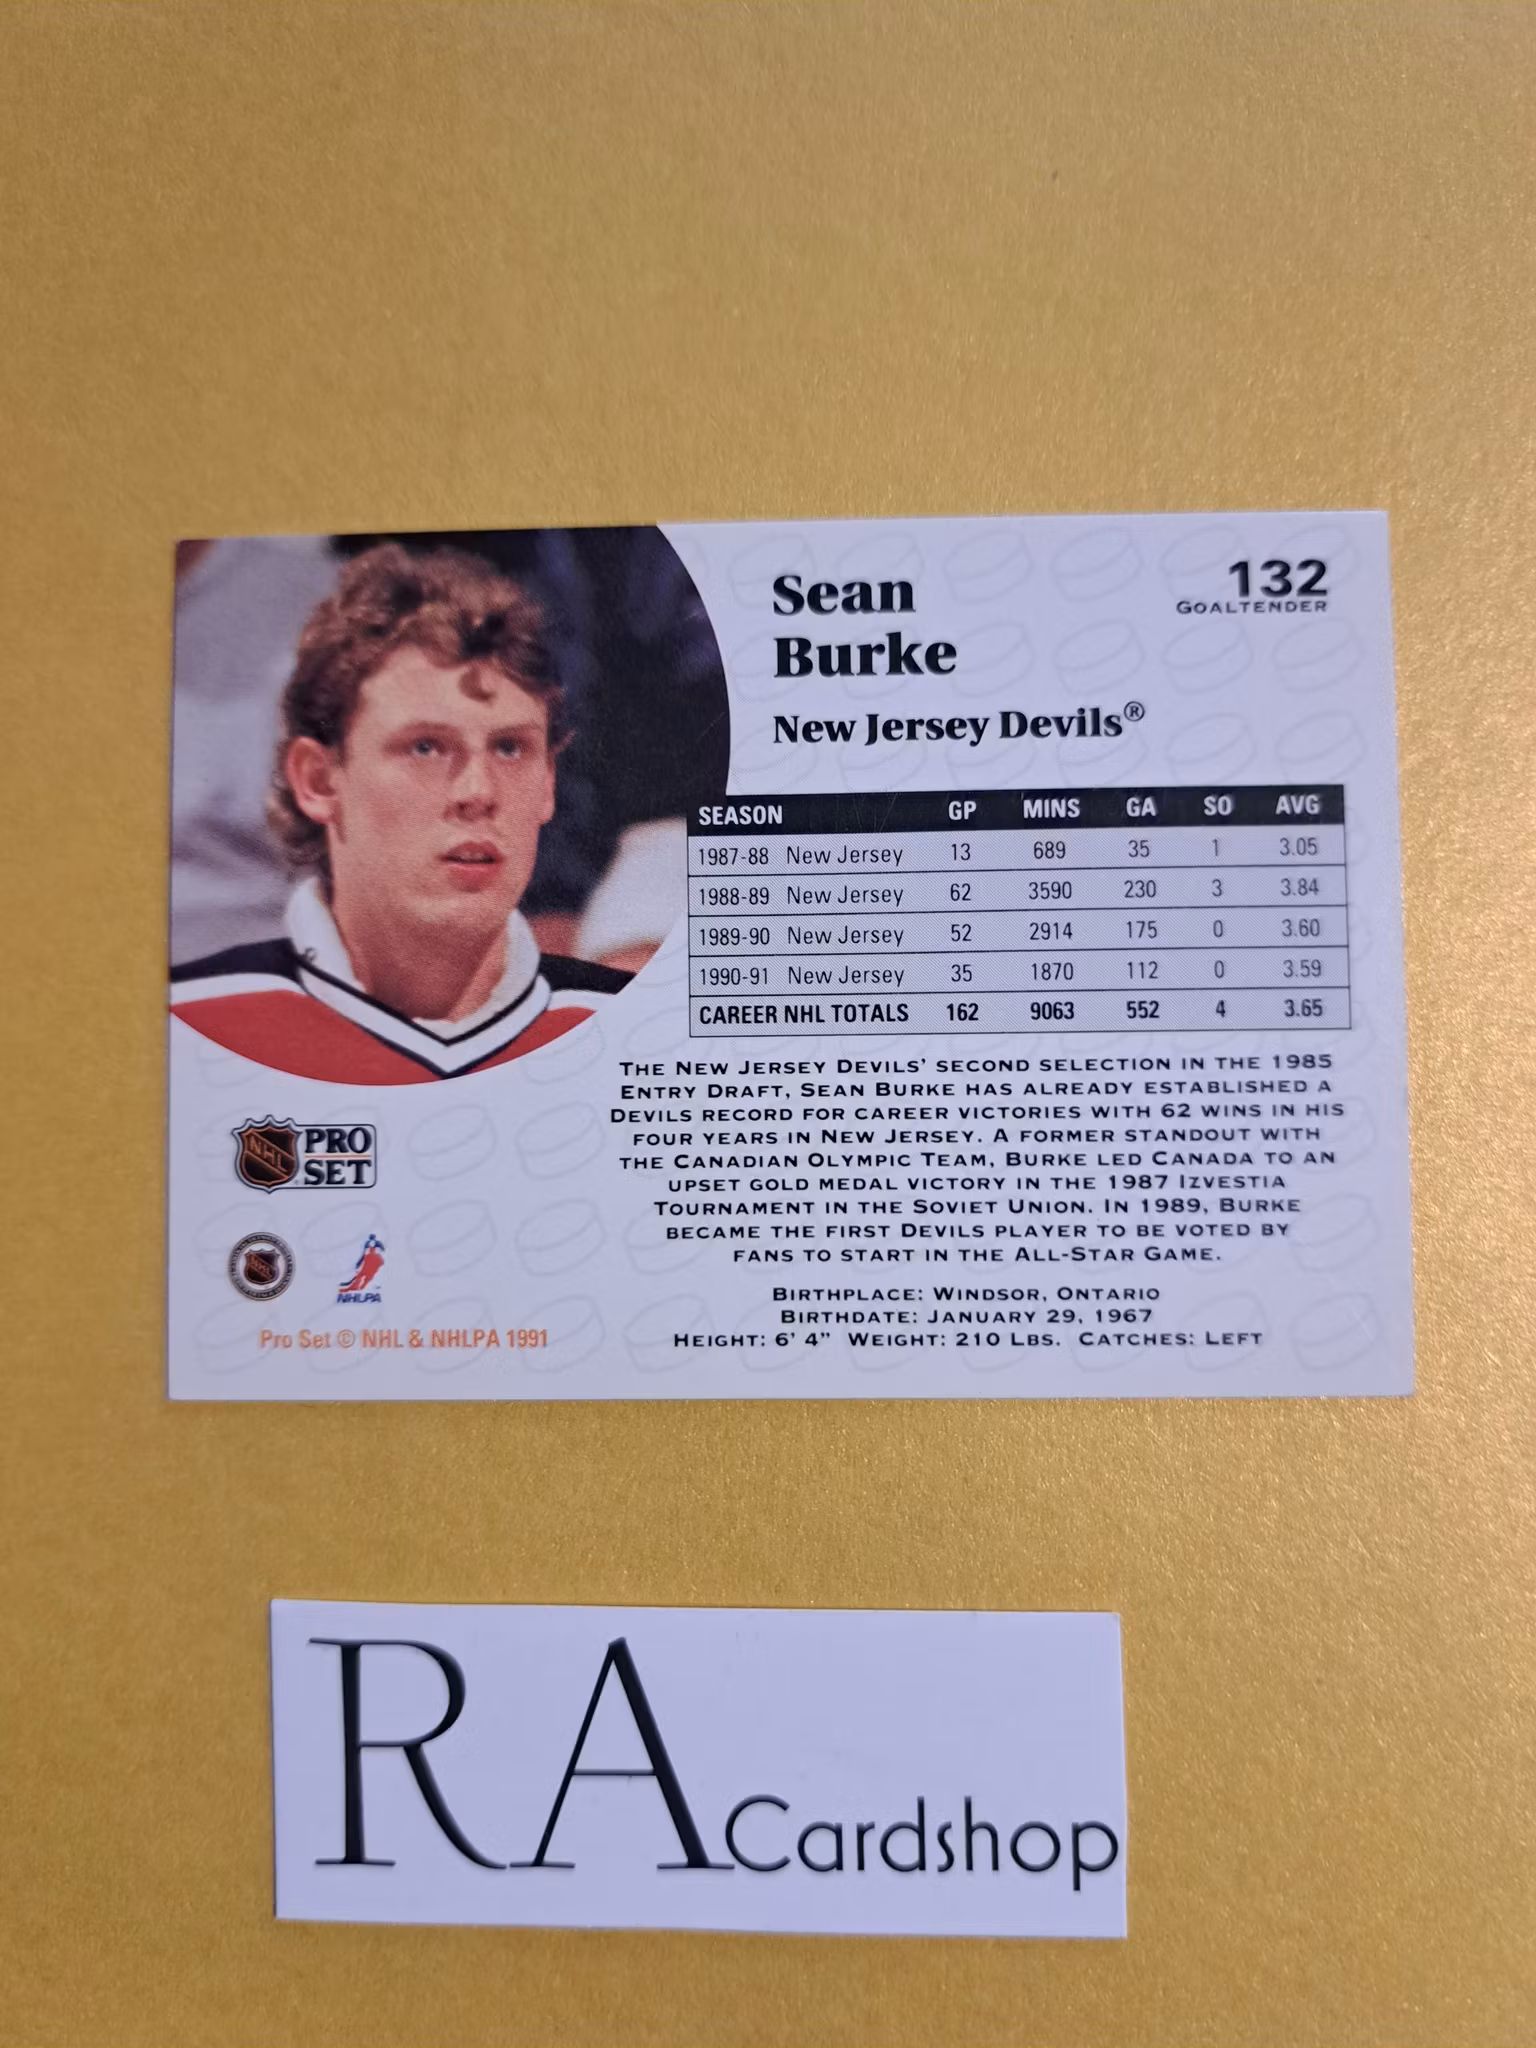 Sean
Burke
New Jersey Devils®
132
GOALTENDER
SEASON GP MINS GA SO AVG
1987-88 New Jersey 13 689 35 1 3.05
1988-89 New Jersey 62 3590 230 3 3.84
1989-90 New Jersey 52 2914 175 0 3.60
1990-91 New Jersey 35 1870 112 0 3.59
CAREER NHL TOTALS 162 9063 552 4 3.65
THE NEW JERSEY DEVILS' SECOND SELECTION IN THE 1985
ENTRY DRAFT, SEAN BURKE HAS ALREADY ESTABLISHED A
DEVILS RECORD FOR CAREER VICTORIES WITH 62 WINS IN HIS
FOUR YEARS IN NEW JERSEY. A FORMER STANDOUT WITH
THE CANADIAN OLYMPIC TEAM, BURKE LED CANADA TO AN
UPSET GOLD MEDAL VICTORY IN THE 1987 IZVESTIA
TOURNAMENT IN THE SOVIET UNION. IN 1989, BURKE
BECAME THE FIRST DEVILS PLAYER TO BE VOTED BY
FANS TO START IN THE ALL-STAR GAME.
BIRTHPLACE: WINDSOR, ONTARIO
BIRTHDATE: JANUARY 29, 1967
HEIGHT: 6' 4" WEIGHT: 210 LBS. CATCHES: LEFT
NHL PRO
SET
NHL
NHLPA
Pro Set © NHL & NHLPA 1991
RA Cardshop